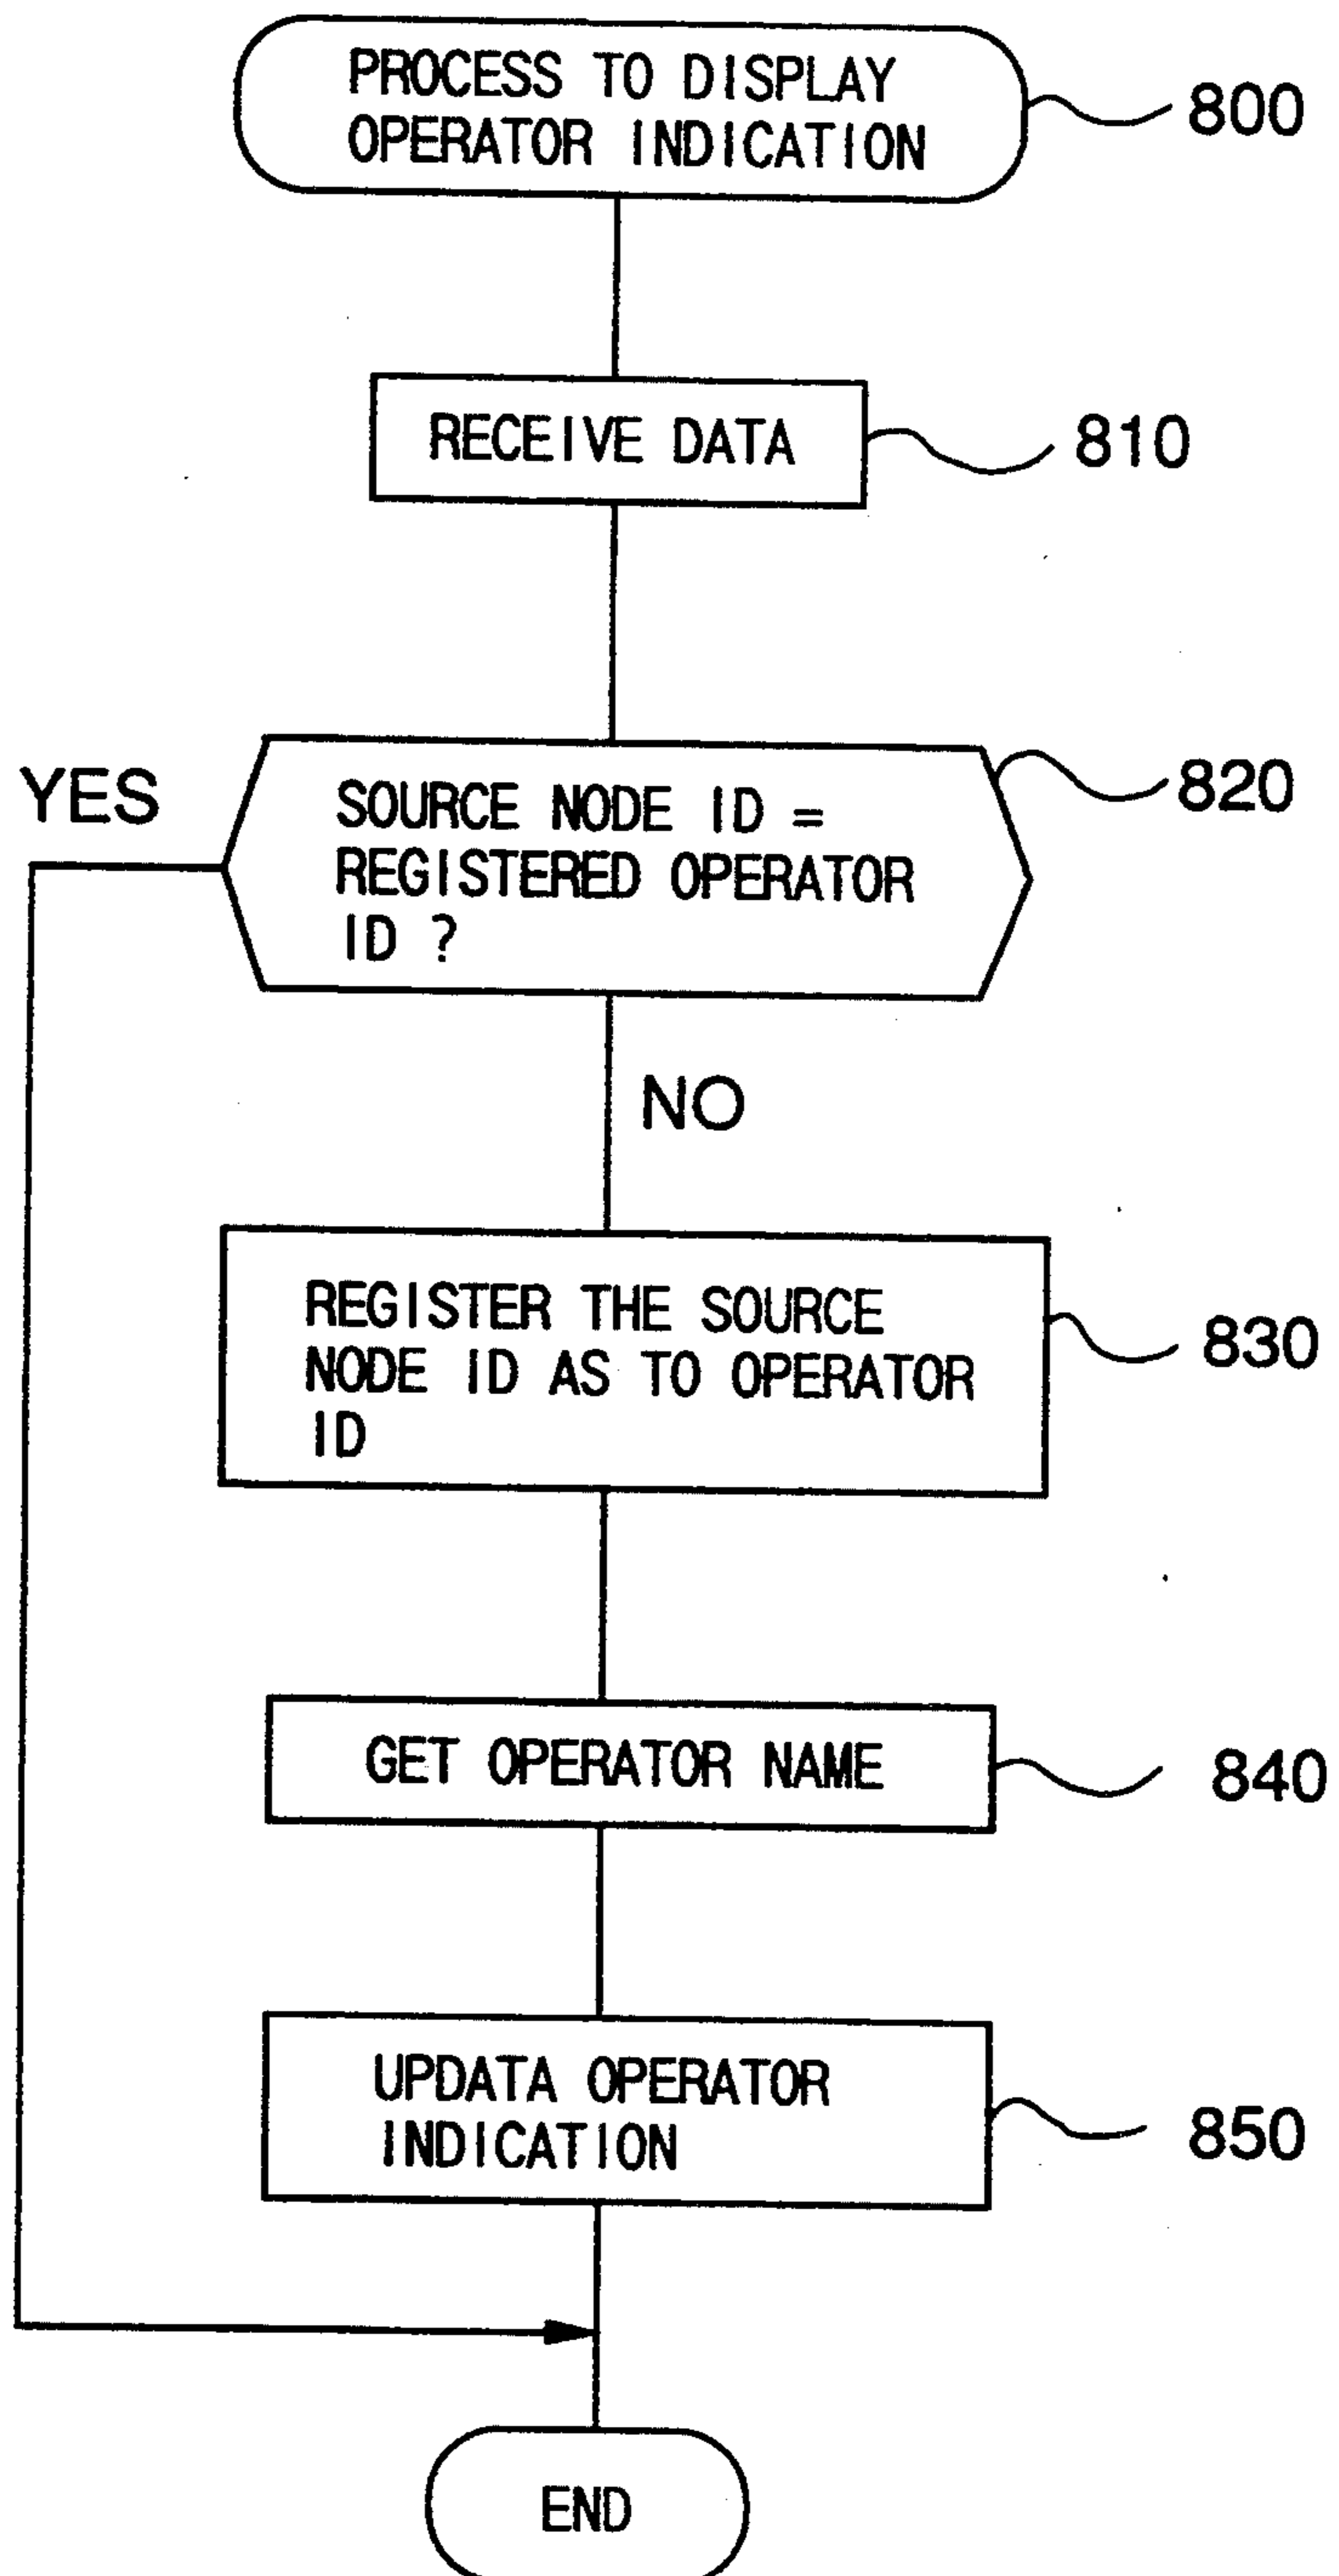 PROCESS TO DISPLAY
OPERATOR INDICATION
800
RECEIVE DATA
810
YES
SOURCE NODE ID =
REGISTERED OPERATOR
ID ?
820
NO
REGISTER THE SOURCE
NODE ID AS TO OPERATOR
ID
830
GET OPERATOR NAME
840
UPDATA OPERATOR
INDICATION
850
END